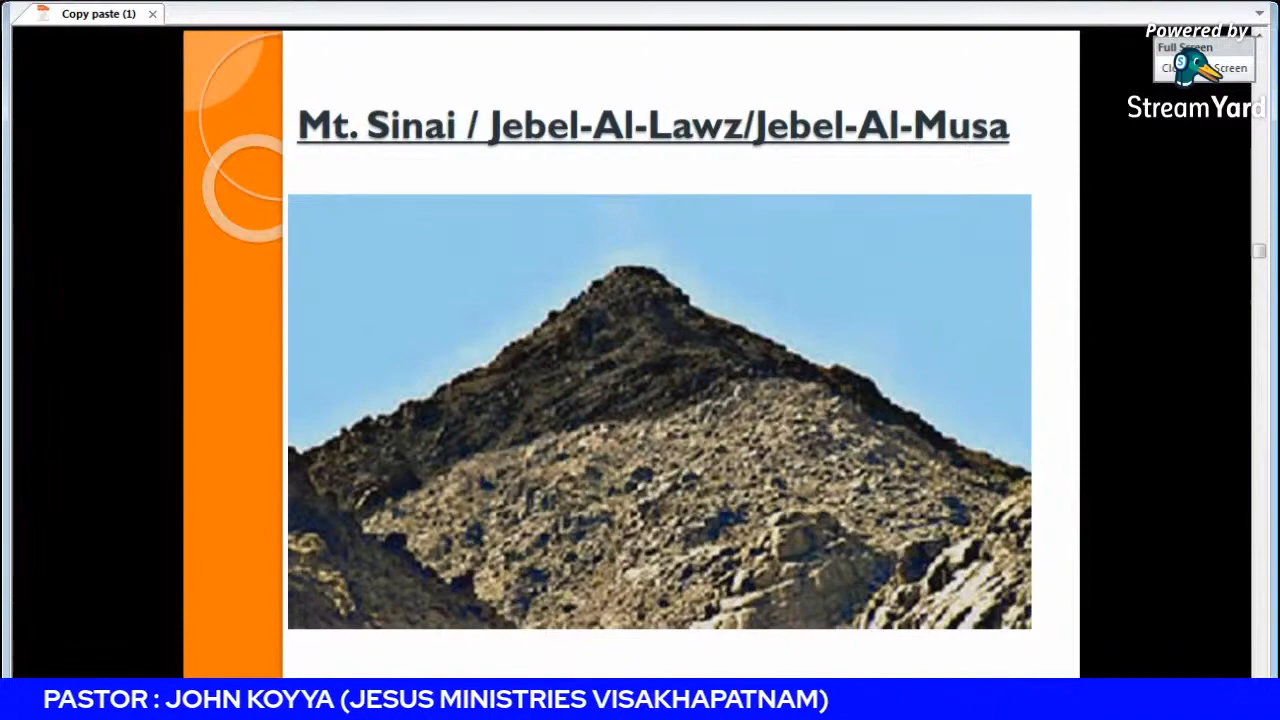 Copy paste (1)
Powered by
Full Screen
Screen
StreamYard
Mt. Sinai / Jebel-Al-Lawz/Jebel-Al-Musa
PASTOR : JOHN KOYYA (JESUS MINISTRIES VISAKHAPATNAM)